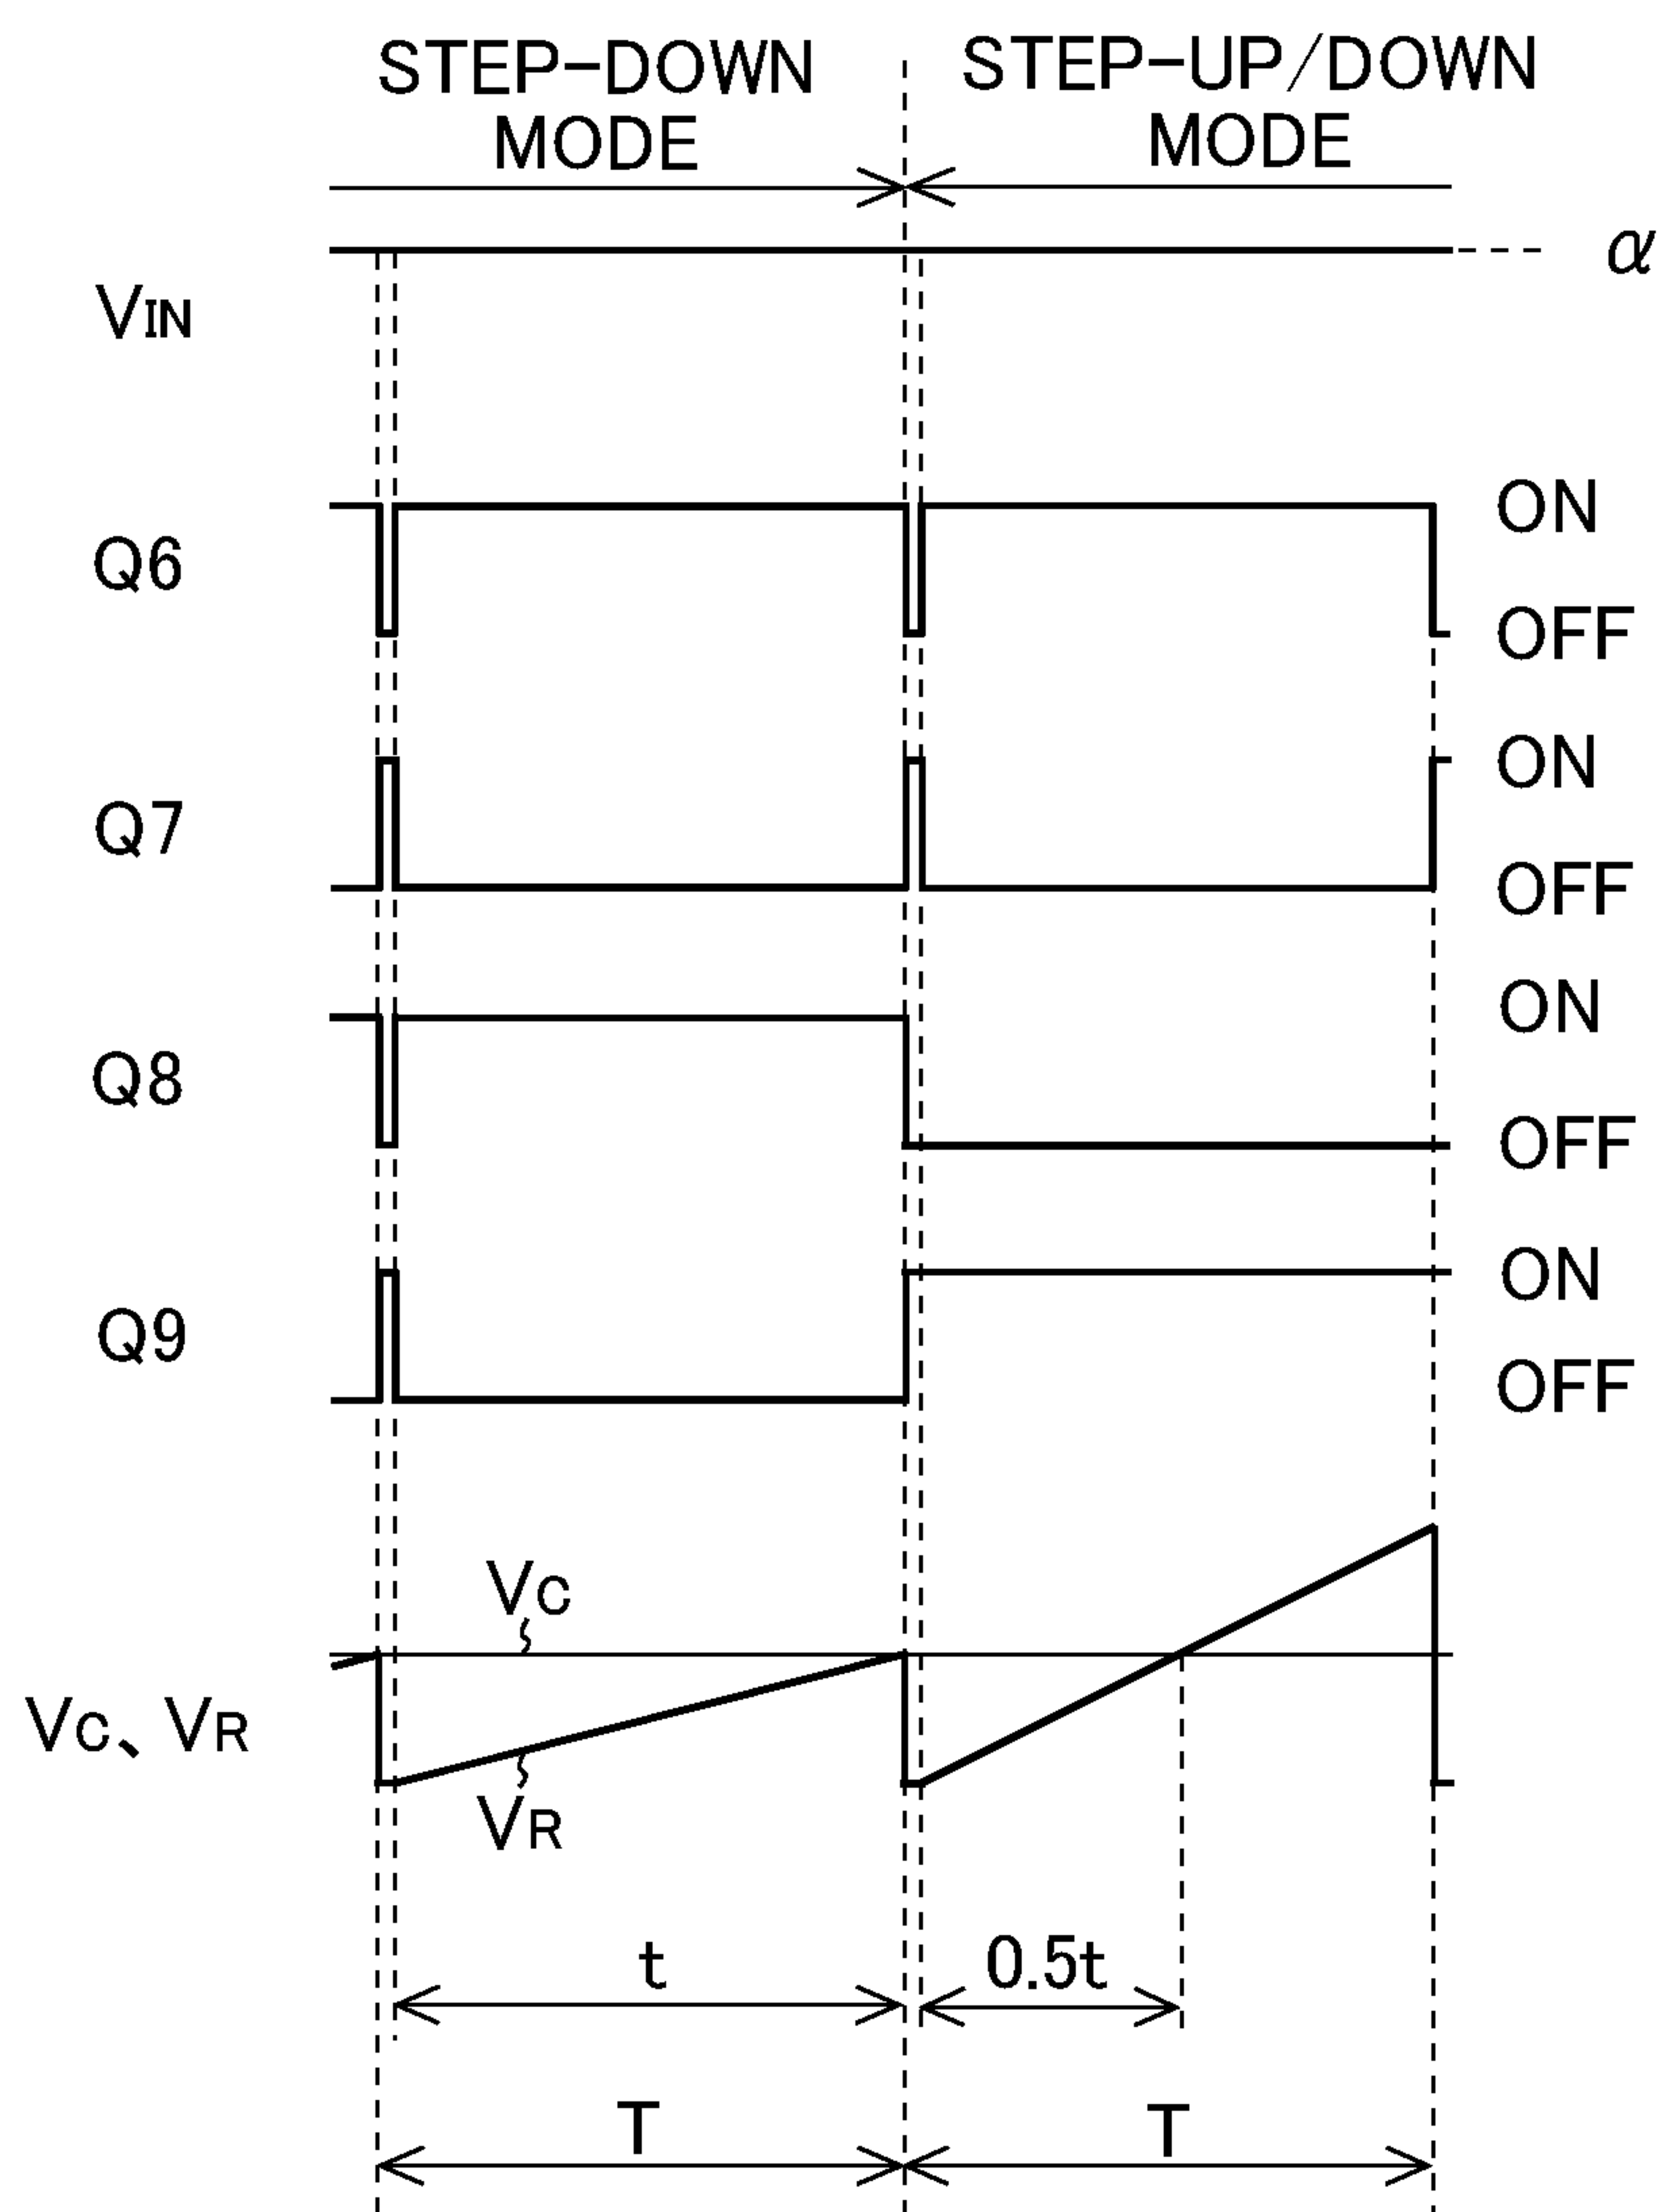 STEP-DOWN
MODE
STEP-UP/DOWN
MODE
α
VIN
Q6
ON
OFF
Q7
ON
OFF
Q8
ON
OFF
Q9
ON
OFF
VC
VC、VR
VR
t
0.5t
T
T